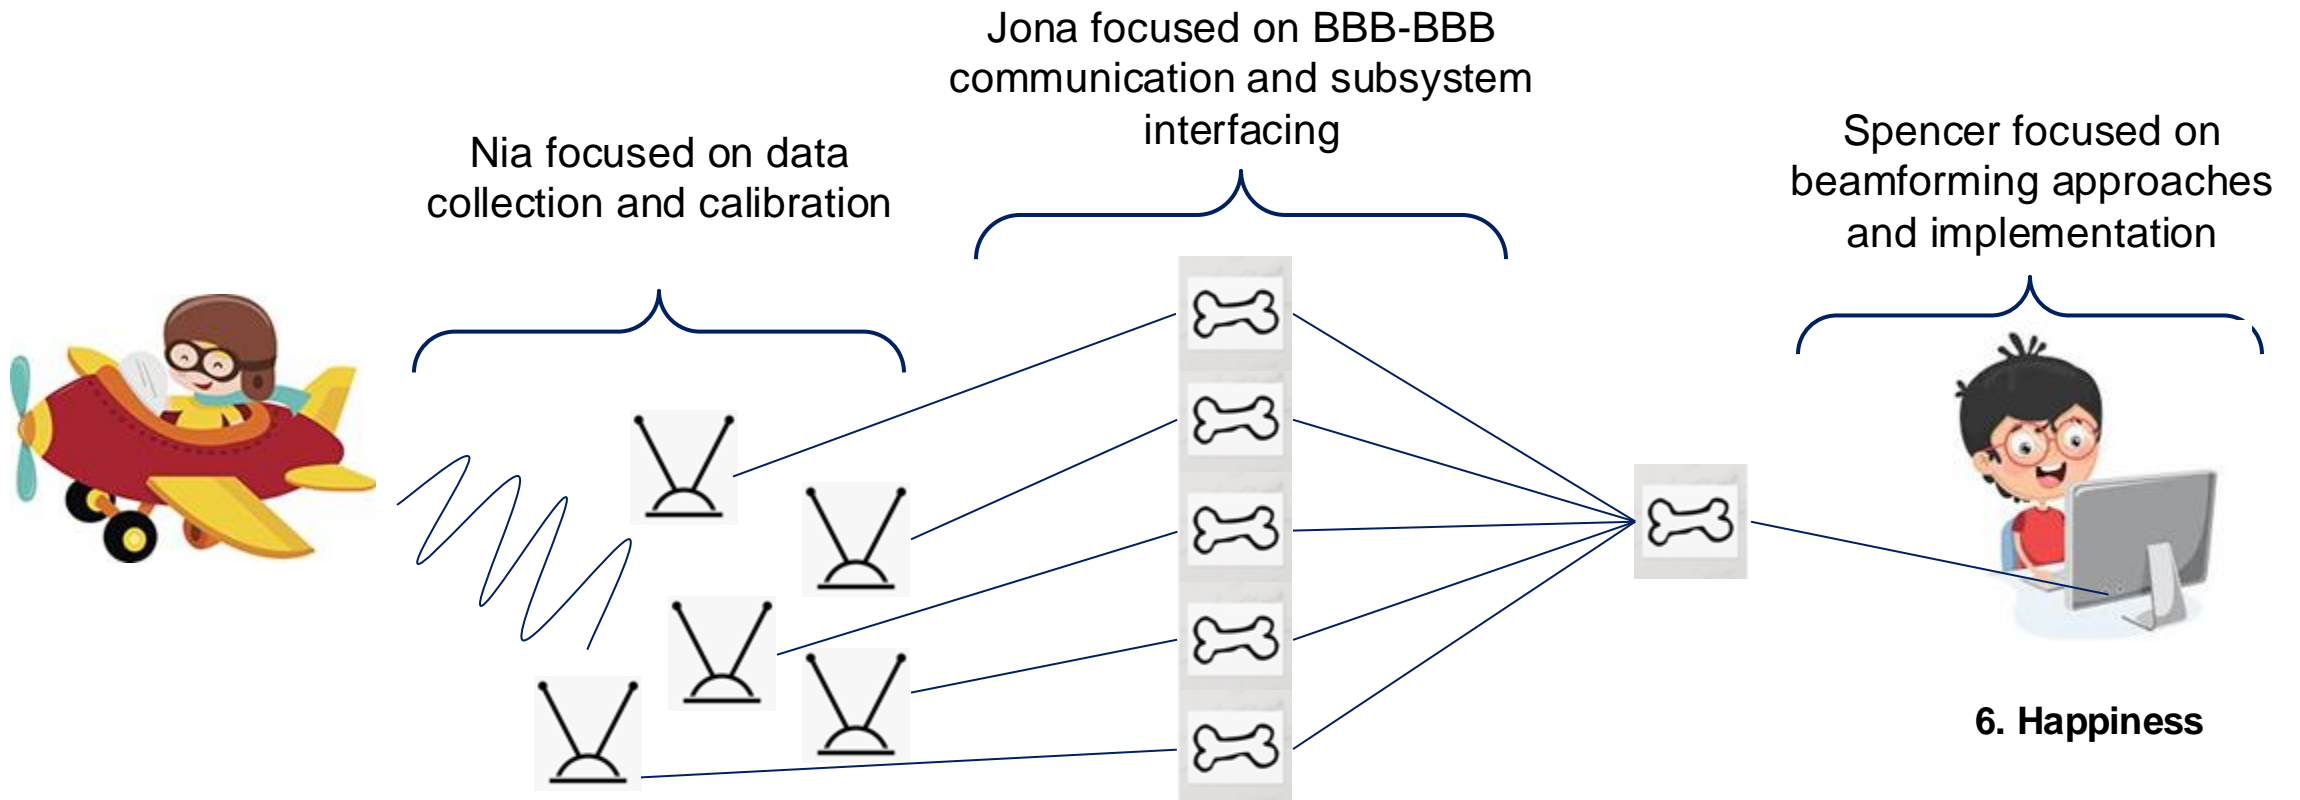 Jona focused on BBB-BBB
communication and subsystem
interfacing
Nia focused on data
collection and calibration
Spencer focused on
beamforming approaches
and implementation
6. Happiness